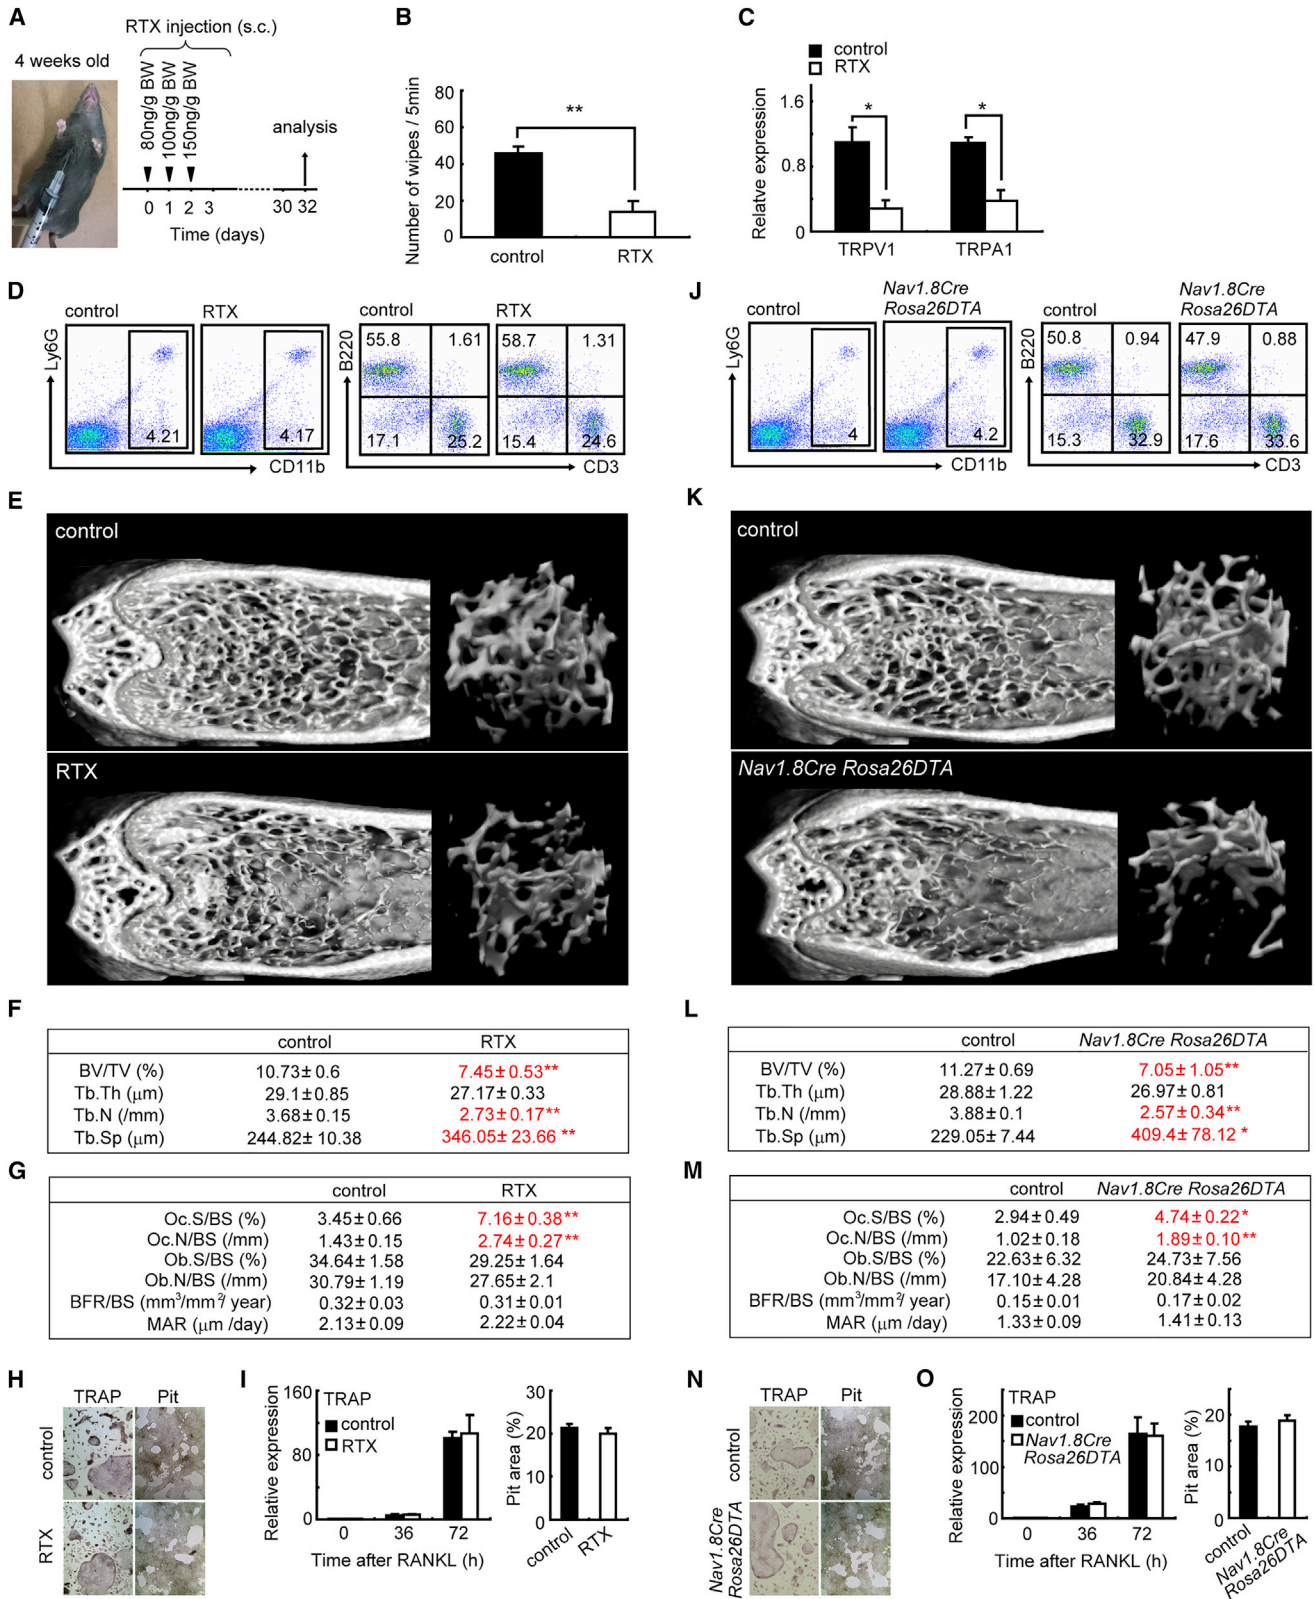 A
RTX injection (s.c.)
4 weeks old
80ng/g BW
100ng/g BW
150ng/g BW
analysis
0 1 2 3 30 32
Time (days)
B
Number of wipes / 5min
80
60
40
20
0
**
control RTX
C
control
RTX
Relatve expression
1.6
0.8
0
* *
TRPV1 TRPA1
D
control RTX control RTX
Ly6G
4.21 4.17
CD11b
B220
55.8 1.61 58.7 1.31
17.1 25.2 15.4 24.6
CD3
J
control Nav1.8Cre Rosa26DTA control Nav1.8Cre Rosa26DTA
Ly6G
4 4.2
CD11b
B220
50.8 0.94 47.9 0.88
15.3 32.9 17.6 33.6
CD3
E
control
RTX
K
control
Nav1.8Cre Rosa26DTA
F
control RTX
BV/TV (%) 10.73± 0.6 7.45± 0.53**
Tb.Th (μm) 29.1± 0.85 27.17± 0.33
Tb.N (/mm) 3.68± 0.15 2.73± 0.17**
Tb.Sp (μm) 244.82± 10.38 346.05± 23.66 **
L
control Nav1.8Cre Rosa26DTA
BV/TV (%) 11.27± 0.69 7.05± 1.05**
Tb.Th (μm) 28.88± 1.22 26.97± 0.81
Tb.N (/mm) 3.88± 0.1 2.57± 0.34**
Tb.Sp (μm) 229.05± 7.44 409.4± 78.12 *
G
control RTX
Oc.S/BS (%) 3.45± 0.66 7.16± 0.38**
Oc.N/BS (/mm) 1.43± 0.15 2.74± 0.27**
Ob.S/BS (%) 34.64± 1.58 29.25± 1.64
Ob.N/BS (/mm) 30.79± 1.19 27.65± 2.1
BFR/BS (mm³/mm²/ year) 0.32± 0.03 0.31± 0.01
MAR (μm /day) 2.13± 0.09 2.22± 0.04
M
control Nav1.8Cre Rosa26DTA
Oc.S/BS (%) 2.94± 0.49 4.74± 0.22*
Oc.N/BS (/mm) 1.02± 0.18 1.89± 0.10**
Ob.S/BS (%) 22.63± 6.32 24.73± 7.56
Ob.N/BS (/mm) 17.10± 4.28 20.84± 4.28
BFR/BS (mm³/mm²/ year) 0.15± 0.01 0.17± 0.02
MAR (μm /day) 1.33± 0.09 1.41± 0.13
H
TRAP Pit
control
RTX
I
Relative expression
160
80
0
TRAP
control
RTX
0 36 72
Time after RANKL (h)
Pit area (%)
30
20
10
0
control RTX
N
TRAP Pit
control
Nav1.8Cre
Rosa26DTA
O
Relative expression
200
100
0
TRAP
control
Nav1.8Cre
Rosa26DTA
0 36 72
Time after RANKL (h)
Pit area (%)
20
10
0
control
Nav1.8Cre
Rosa26DTA